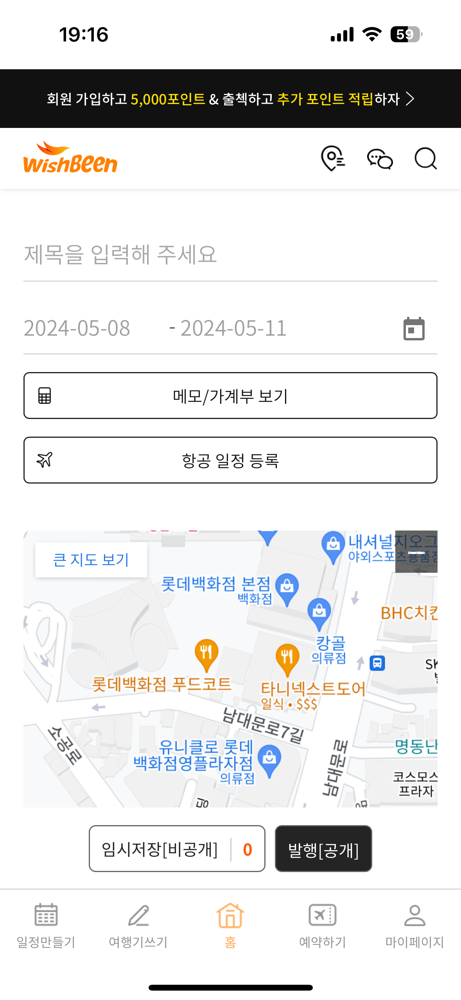 19:16
59
회원 가입하고 5,000포인트 & 출첵하고 추가 포인트 적립하자
WishBeen
제목을 입력해 주세요
2024-05-08 - 2024-05-11
메모/가계부 보기
항공 일정 등록
큰 지도 보기
내셔널지오그
야외스포츠용품점
롯데백화점 본점
백화점
BHC치킨
캉골
의류점
SK
롯데백화점 푸드코트
타니넥스트도어
일식 • $$$
남대문로7길
소공로
유니클로 롯데
백화점영플라자점
의류점
남대문로
명동난
코스모스
프라자
임시저장[비공개] 0
발행[공개]
일정만들기
여행기쓰기
홈
예약하기
마이페이지